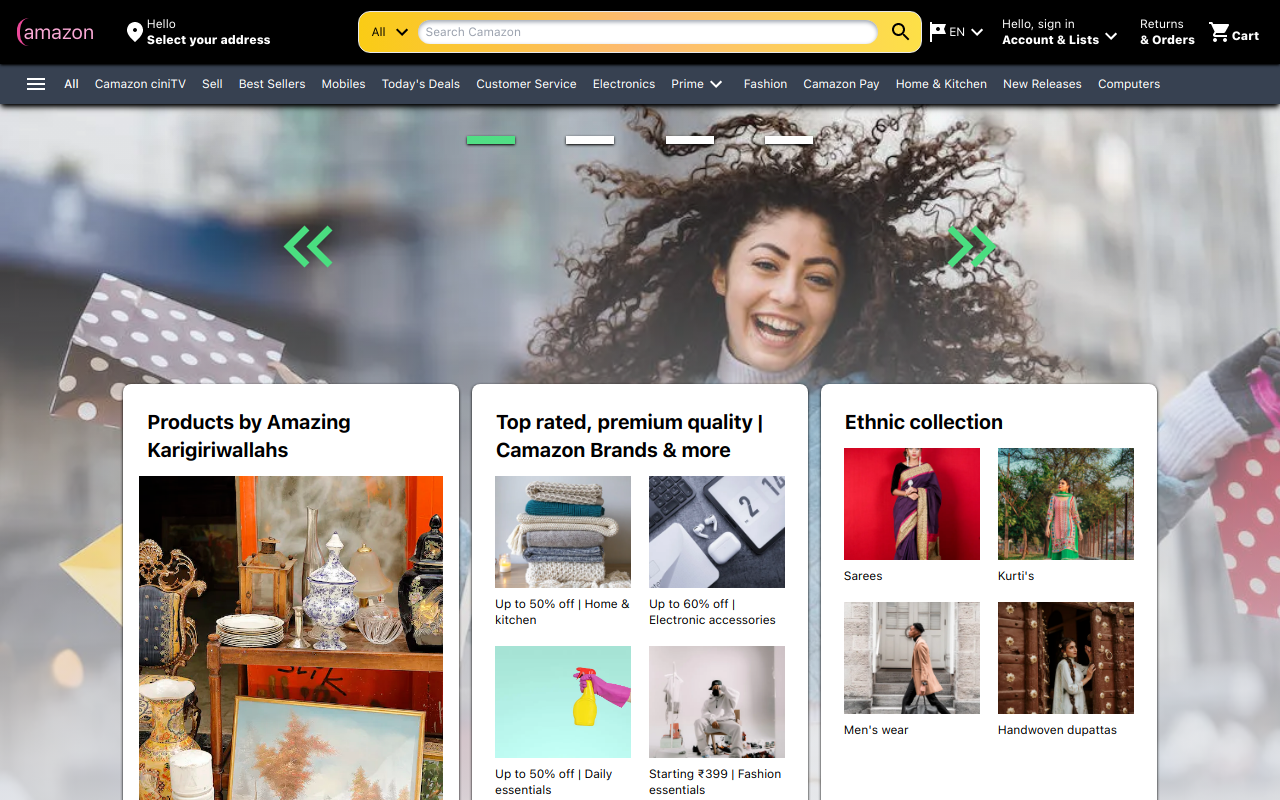 Camazon
Hello
Select your address
All
Search Camazon
EN
Hello, sign in
Account & Lists
Returns
& Orders
Cart
All
Camazon ciniTV
Sell
Best Sellers
Mobiles
Today's Deals
Customer Service
Electronics
Prime
Fashion
Camazon Pay
Home & Kitchen
New Releases
Computers
Products by Amazing
Karigiriwallahs
Top rated, premium quality |
Camazon Brands & more
2 14
Up to 50% off | Home &
kitchen
Up to 60% off |
Electronic accessories
Up to 50% off | Daily
essentials
Starting ₹399 | Fashion
essentials
Ethnic collection
Sarees
Kurti's
Men's wear
Handwoven dupattas